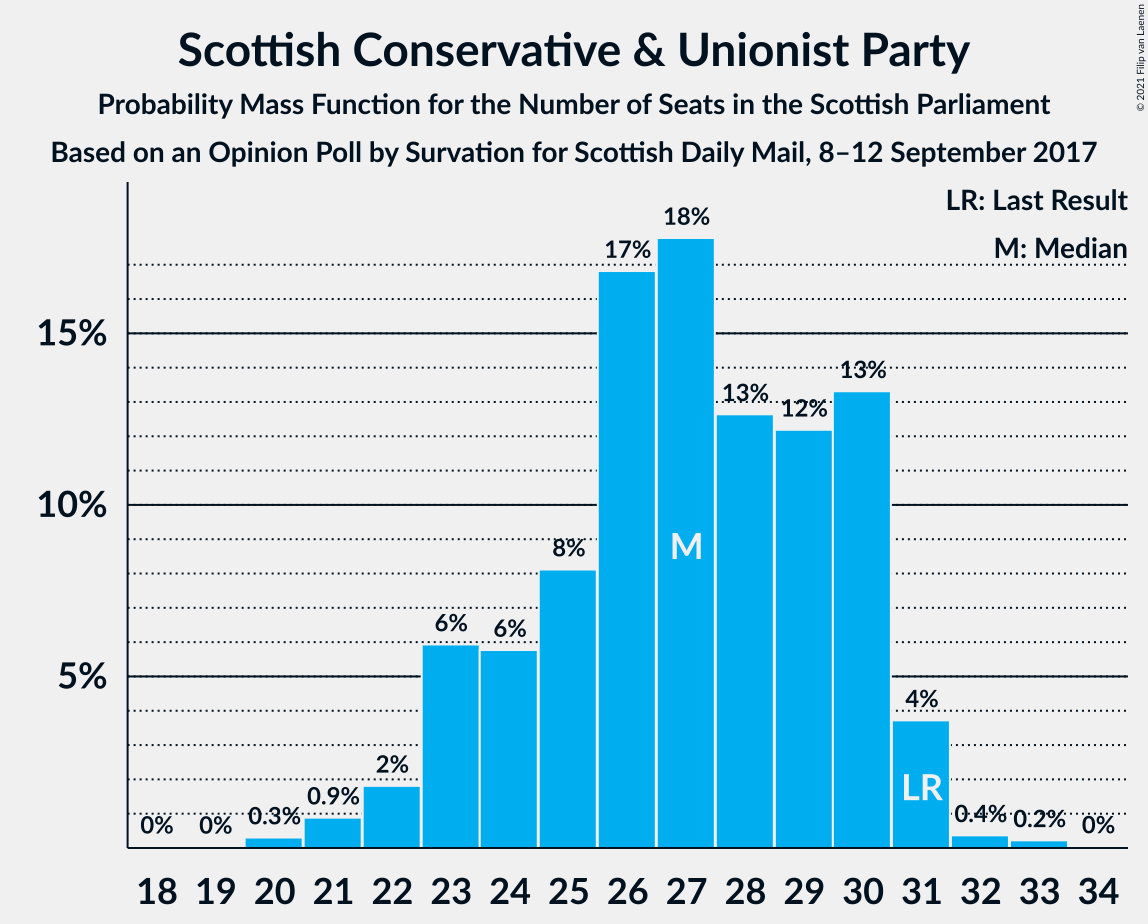 Scottish Conservative & Unionist Party
Probability Mass Function for the Number of Seats in the Scottish Parliament
Based on an Opinion Poll by Survation for Scottish Daily Mail, 8–12 September 2017
© 2021 Filip van Laenen
LR: Last Result
M: Median
15%
10%
5%
0%
0%
0.3%
0.9%
2%
6%
6%
8%
17%
18%
13%
12%
13%
4%
0.4%
0.2%
0%
M
LR
18 19 20 21 22 23 24 25 26 27 28 29 30 31 32 33 34